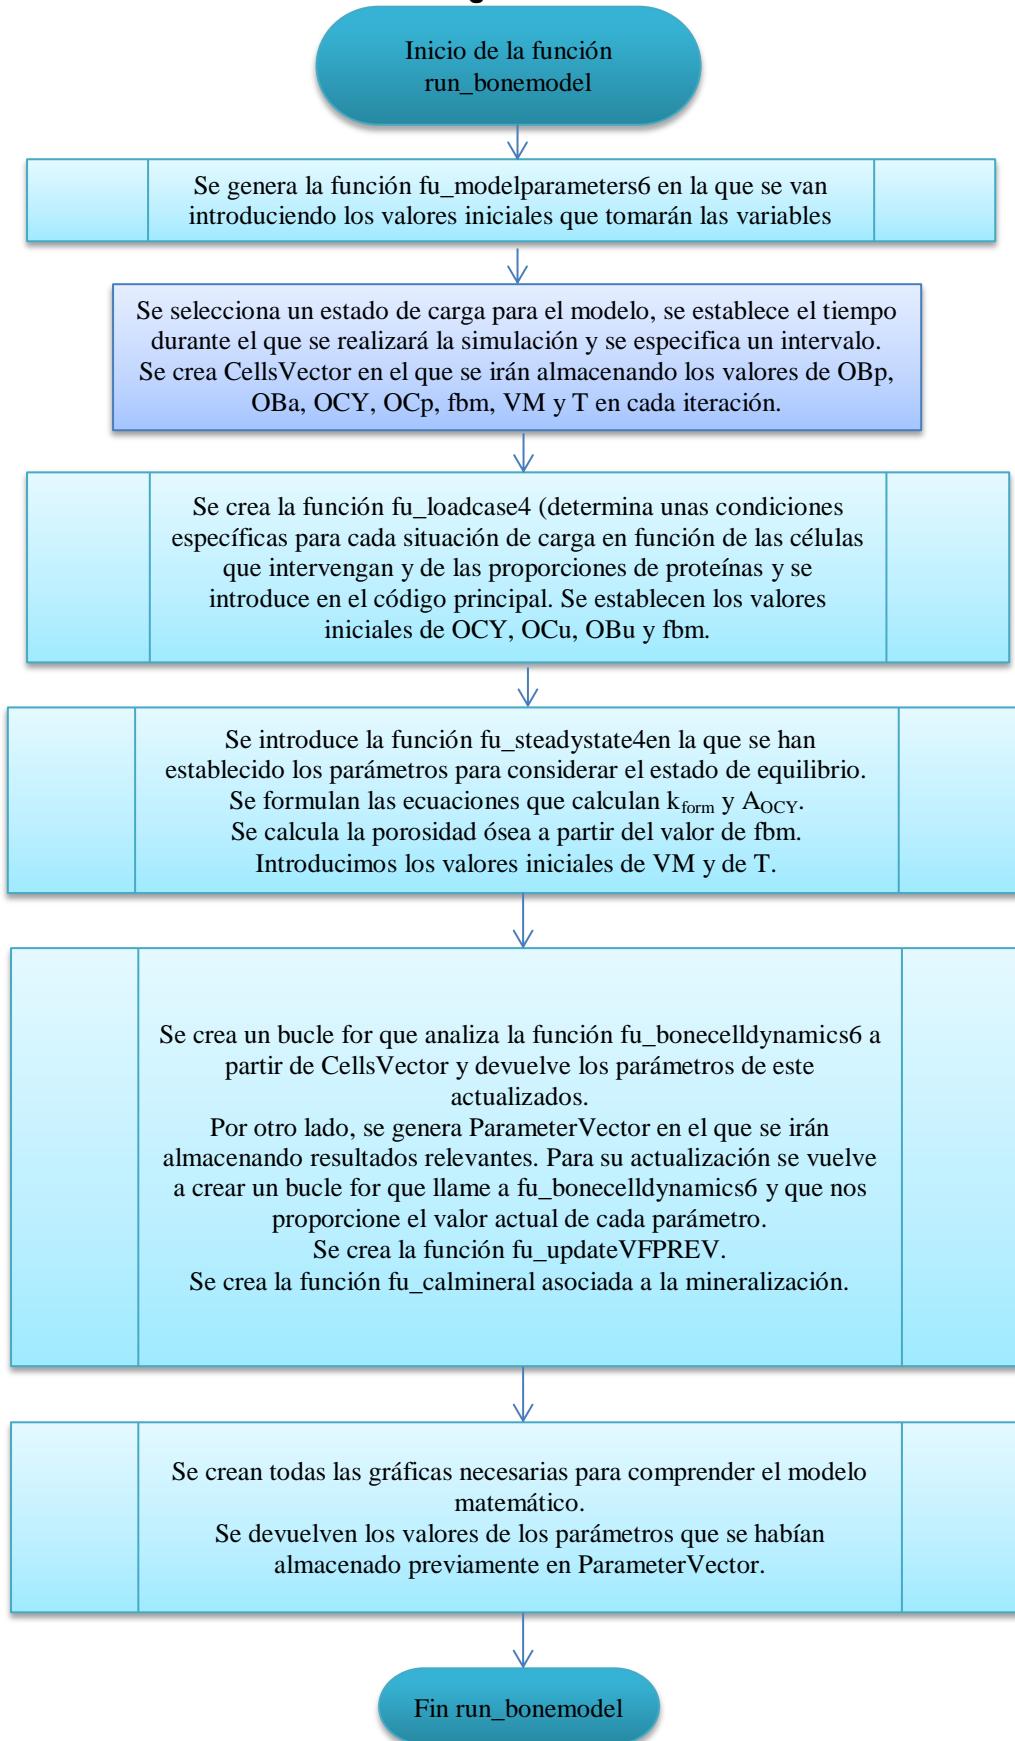 Inicio de la función
run_bonemodel
Se genera la función fu_modelparameters6 en la que se van
introduciendo los valores iniciales que tomarán las variables
Se selecciona un estado de carga para el modelo, se establece el tiempo
durante el que se realizará la simulación y se especifica un intervalo.
Se crea CellsVector en el que se irán almacenando los valores de OBp,
OBa, OCY, OCp, fbm, VM y T en cada iteración.
Se crea la función fu_loadcase4 (determina unas condiciones
específicas para cada situación de carga en función de las células
que intervengan y de las proporciones de proteínas y se
introduce en el código principal. Se establecen los valores
iniciales de OCY, OCu, OBu y fbm.
Se introduce la función fu_steadystate4en la que se han
establecido los parámetros para considerar el estado de equilibrio.
Se formulan las ecuaciones que calculan kform y AOCY.
Se calcula la porosidad ósea a partir del valor de fbm.
Introducimos los valores iniciales de VM y de T.
Se crea un bucle for que analiza la función fu_bonecelldynamics6 a
partir de CellsVector y devuelve los parámetros de este
actualizados.
Por otro lado, se genera ParameterVector en el que se irán
almacenando resultados relevantes. Para su actualización se vuelve
a crear un bucle for que llame a fu_bonecelldynamics6 y que nos
proporcione el valor actual de cada parámetro.
Se crea la función fu_updateVFPREV.
Se crea la función fu_calmineral asociada a la mineralización.
Se crean todas las gráficas necesarias para comprender el modelo
matemático.
Se devuelven los valores de los parámetros que se habían
almacenado previamente en ParameterVector.
Fin run_bonemodel